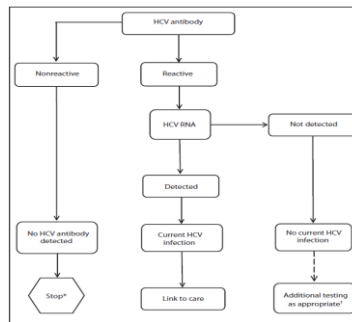 HCV antibody
Nonreactive
Reactive
HCV RNA
Not detected
Detected
No HCV antibody
detected
Current HCV
infection
No current HCV
infection
Stop*
Link to care
Additional testing
as appropriate†